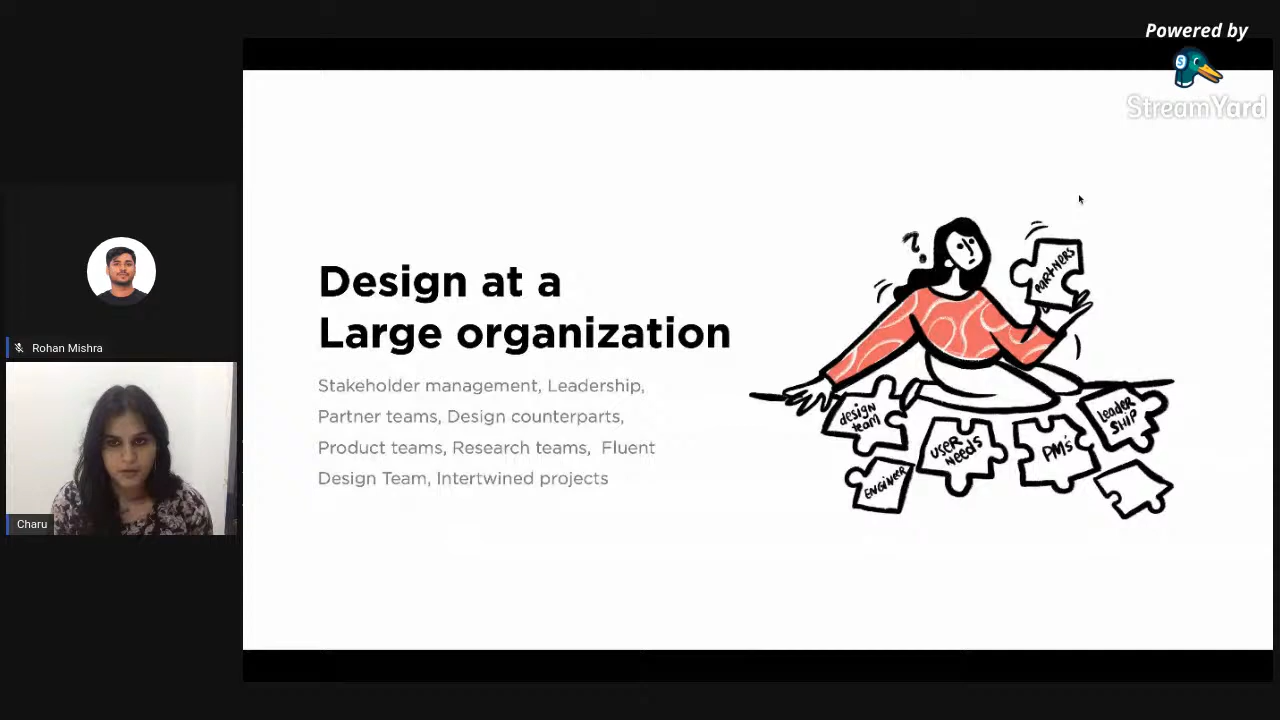 Powered by
StreamYard
Rohan Mishra
Charu
Design at a
Large organization
Stakeholder management, Leadership,
Partner teams, Design counterparts,
Product teams, Research teams, Fluent
Design Team, Intertwined projects
?
PARTNERS
design
team
USER
NEEDS
PM's
LEADER
SHIP
ENGINEER